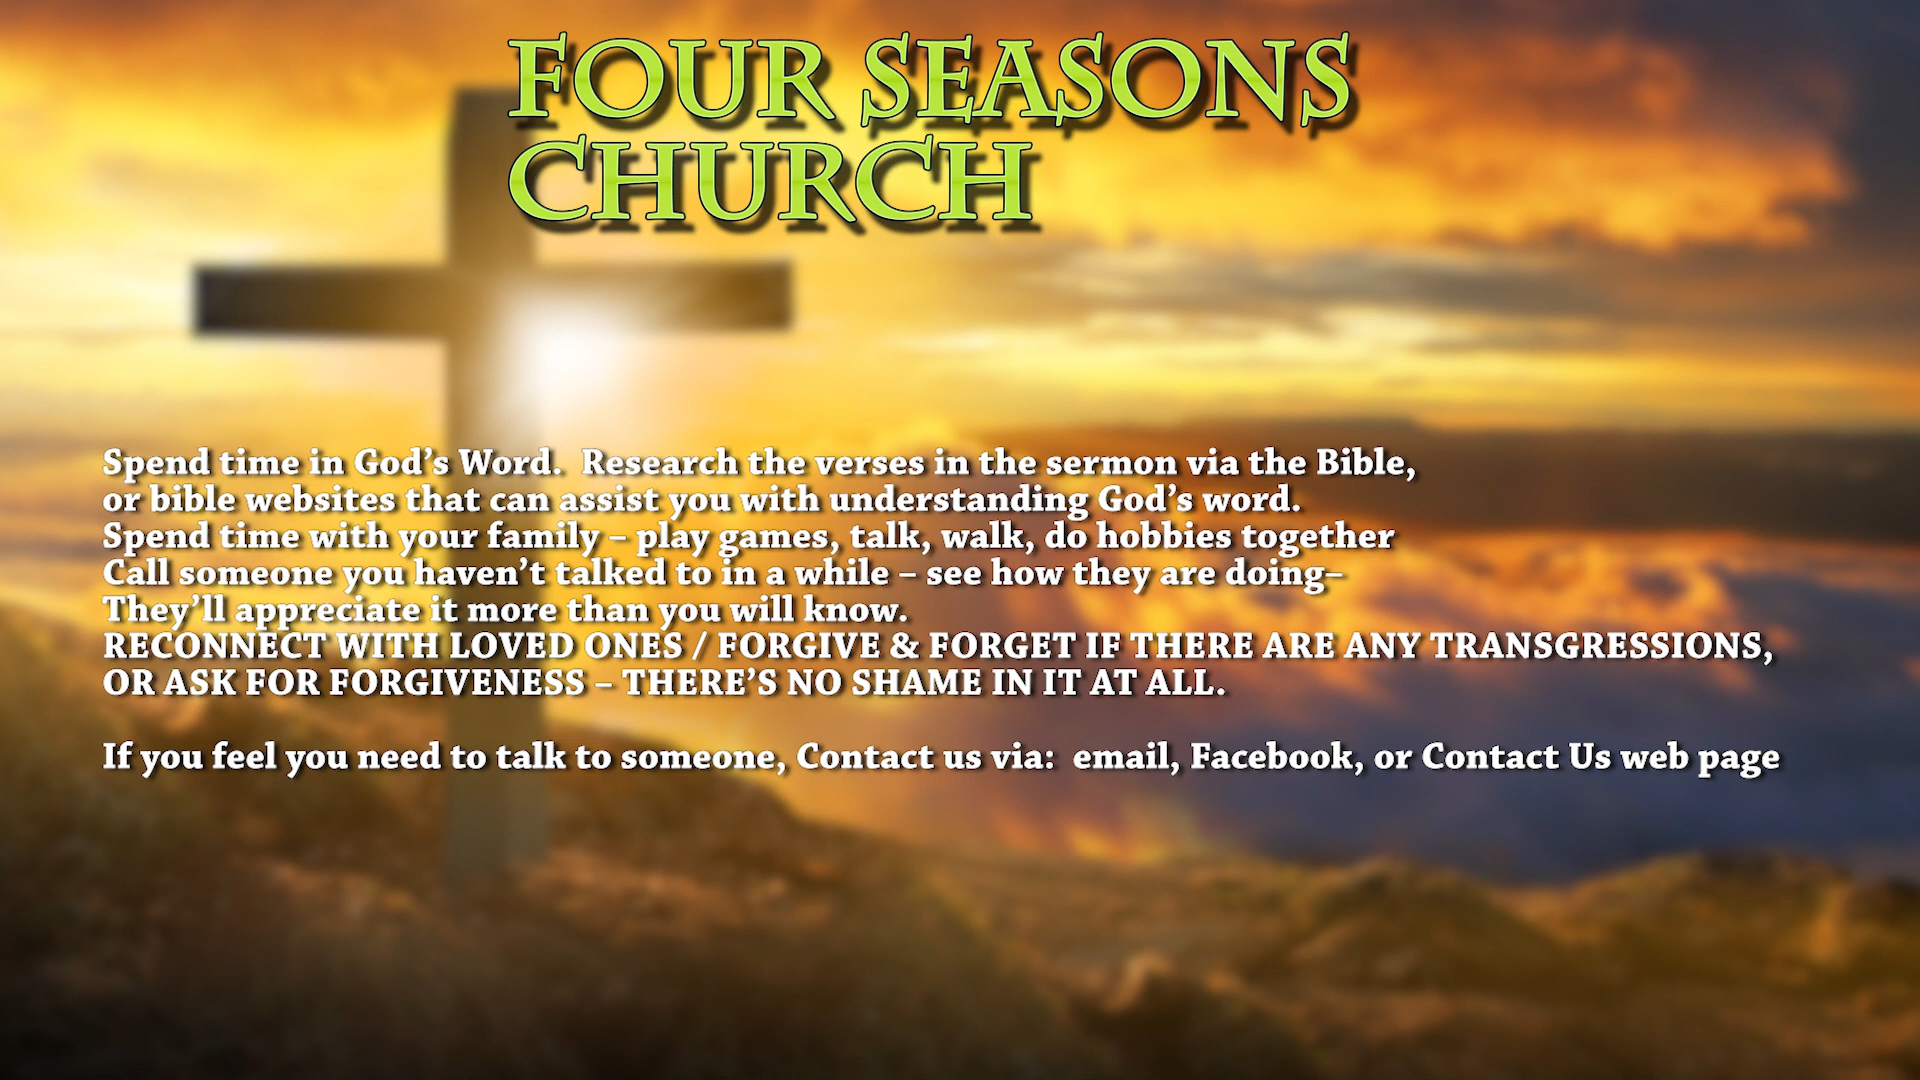 FOUR SEASONS
CHURCH
Spend time in God’s Word.  Research the verses in the sermon via the Bible,
or bible websites that can assist you with understanding God’s word.
Spend time with your family – play games, talk, walk, do hobbies together
Call someone you haven’t talked to in a while – see how they are doing–
They’ll appreciate it more than you will know.
RECONNECT WITH LOVED ONES / FORGIVE & FORGET IF THERE ARE ANY TRANSGRESSIONS,
OR ASK FOR FORGIVENESS – THERE’S NO SHAME IN IT AT ALL.
If you feel you need to talk to someone, Contact us via:  email, Facebook, or Contact Us web page